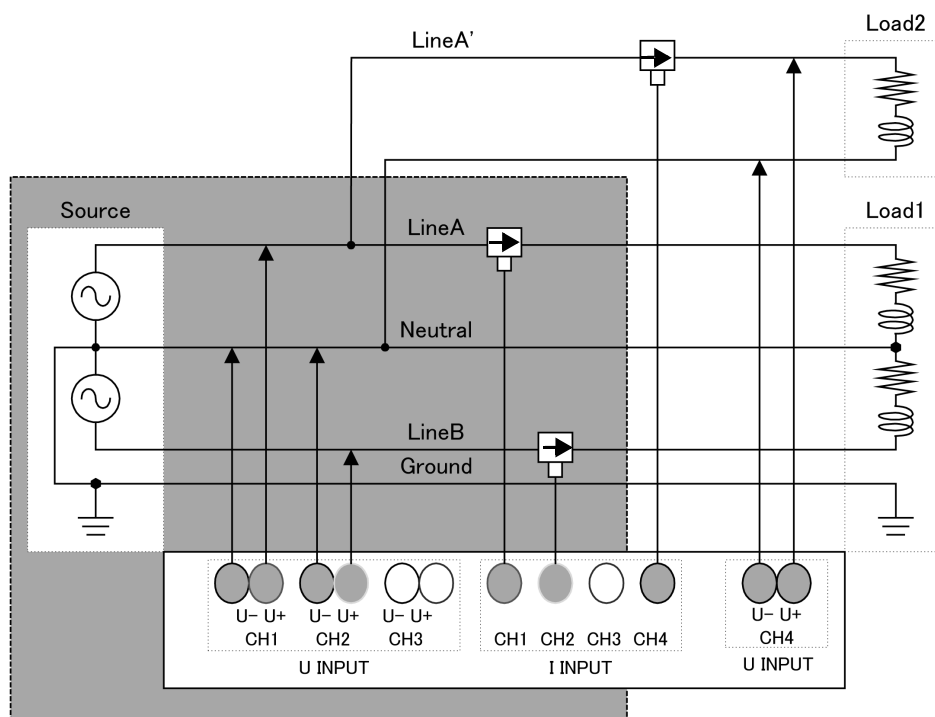 Load2
LineA'
Source
LineA
Load1
Neutral
LineB
Ground
U- U+
U- U+
U- U+
CH1
CH2
CH3
U INPUT
CH1 CH2 CH3 CH4
I INPUT
U- U+
CH4
U INPUT